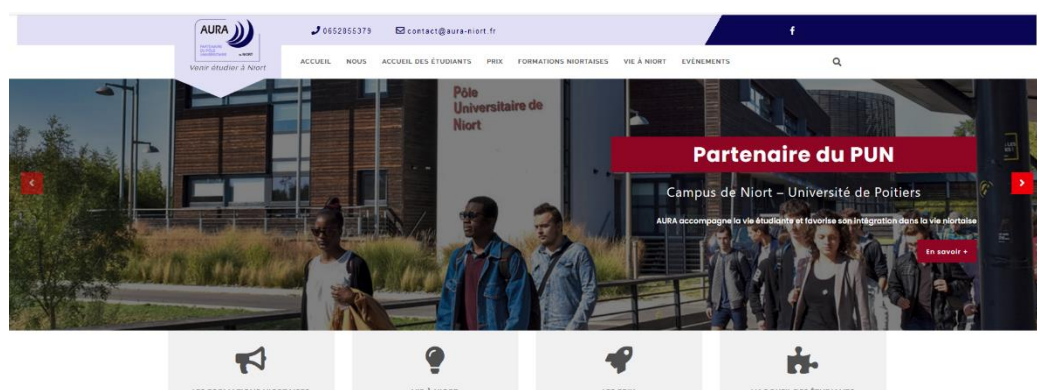 AURA
Venir étudier à Niort
0652855379
contact@aura-niort.fr
f
ACCUEIL NOUS ACCUEIL DES ÉTUDIANTS PRIX FORMATIONS NIORTAISES VIE À NIORT EVÉNEMENTS
Pôle
Universitaire de
Niort
Partenaire du PUN
Campus de Niort – Université de Poitiers
AURA accompagne la vie étudiante et favorise son intégration dans la vie niortaise
En savoir +